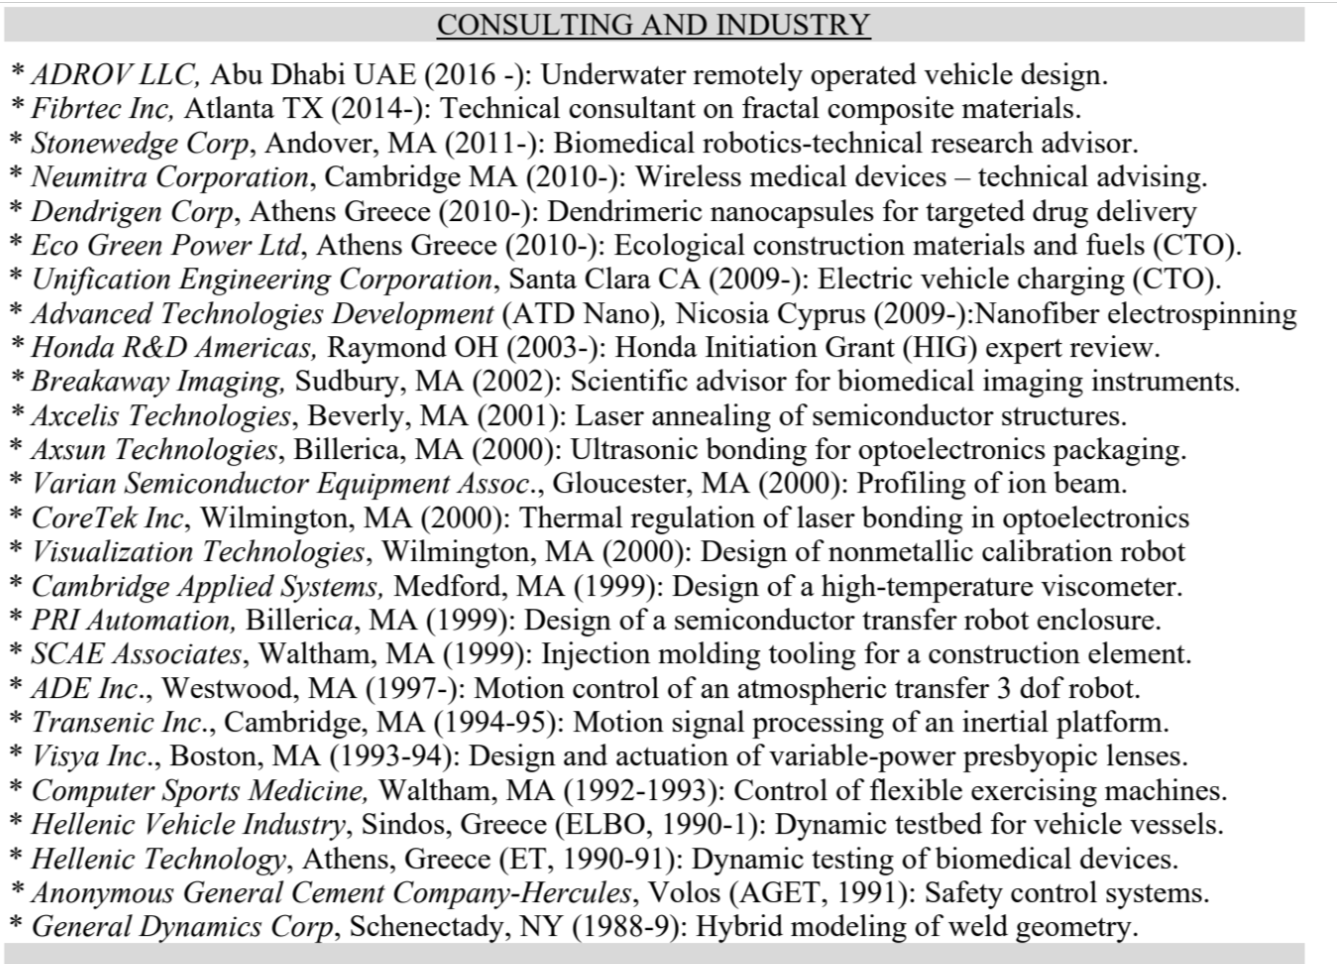 CONSULTING AND INDUSTRY
* ADROV LLC, Abu Dhabi UAE (2016 -): Underwater remotely operated vehicle design.
* Fibrtec Inc, Atlanta TX (2014-): Technical consultant on fractal composite materials.
* Stonewedge Corp, Andover, MA (2011-): Biomedical robotics-technical research advisor.
* Neumitra Corporation, Cambridge MA (2010-): Wireless medical devices – technical advising.
* Dendrigen Corp, Athens Greece (2010-): Dendrimeric nanocapsules for targeted drug delivery
* Eco Green Power Ltd, Athens Greece (2010-): Ecological construction materials and fuels (CTO).
* Unification Engineering Corporation, Santa Clara CA (2009-): Electric vehicle charging (CTO).
* Advanced Technologies Development (ATD Nano), Nicosia Cyprus (2009-):Nanofiber electrospinning
* Honda R&D Americas, Raymond OH (2003-): Honda Initiation Grant (HIG) expert review.
* Breakaway Imaging, Sudbury, MA (2002): Scientific advisor for biomedical imaging instruments.
* Axcelis Technologies, Beverly, MA (2001): Laser annealing of semiconductor structures.
* Axsun Technologies, Billerica, MA (2000): Ultrasonic bonding for optoelectronics packaging.
* Varian Semiconductor Equipment Assoc., Gloucester, MA (2000): Profiling of ion beam.
* CoreTek Inc, Wilmington, MA (2000): Thermal regulation of laser bonding in optoelectronics
* Visualization Technologies, Wilmington, MA (2000): Design of nonmetallic calibration robot
* Cambridge Applied Systems, Medford, MA (1999): Design of a high-temperature viscometer.
* PRI Automation, Billerica, MA (1999): Design of a semiconductor transfer robot enclosure.
* SCAE Associates, Waltham, MA (1999): Injection molding tooling for a construction element.
* ADE Inc., Westwood, MA (1997-): Motion control of an atmospheric transfer 3 dof robot.
* Transenic Inc., Cambridge, MA (1994-95): Motion signal processing of an inertial platform.
* Visya Inc., Boston, MA (1993-94): Design and actuation of variable-power presbyopic lenses.
* Computer Sports Medicine, Waltham, MA (1992-1993): Control of flexible exercising machines.
* Hellenic Vehicle Industry, Sindos, Greece (ELBO, 1990-1): Dynamic testbed for vehicle vessels.
* Hellenic Technology, Athens, Greece (ET, 1990-91): Dynamic testing of biomedical devices.
* Anonymous General Cement Company-Hercules, Volos (AGET, 1991): Safety control systems.
* General Dynamics Corp, Schenectady, NY (1988-9): Hybrid modeling of weld geometry.